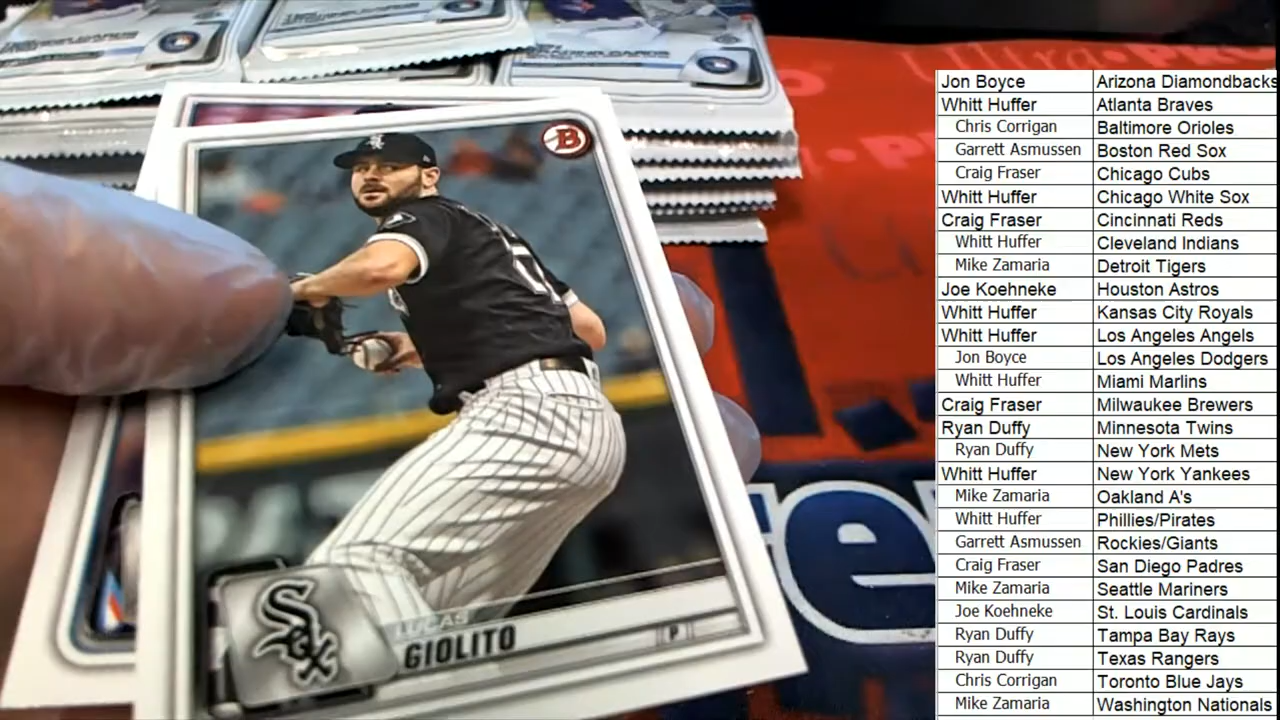 B
Sox
LUCAS
GIOLITO
P
Ultra·PRO
Jon Boyce Arizona Diamondbacks
Whitt Huffer Atlanta Braves
Chris Corrigan Baltimore Orioles
Garrett Asmussen Boston Red Sox
Craig Fraser Chicago Cubs
Whitt Huffer Chicago White Sox
Craig Fraser Cincinnati Reds
Whitt Huffer Cleveland Indians
Mike Zamaria Detroit Tigers
Joe Koehneke Houston Astros
Whitt Huffer Kansas City Royals
Whitt Huffer Los Angeles Angels
Jon Boyce Los Angeles Dodgers
Whitt Huffer Miami Marlins
Craig Fraser Milwaukee Brewers
Ryan Duffy Minnesota Twins
Ryan Duffy New York Mets
Whitt Huffer New York Yankees
Mike Zamaria Oakland A's
Whitt Huffer Phillies/Pirates
Garrett Asmussen Rockies/Giants
Craig Fraser San Diego Padres
Mike Zamaria Seattle Mariners
Joe Koehneke St. Louis Cardinals
Ryan Duffy Tampa Bay Rays
Ryan Duffy Texas Rangers
Chris Corrigan Toronto Blue Jays
Mike Zamaria Washington Nationals